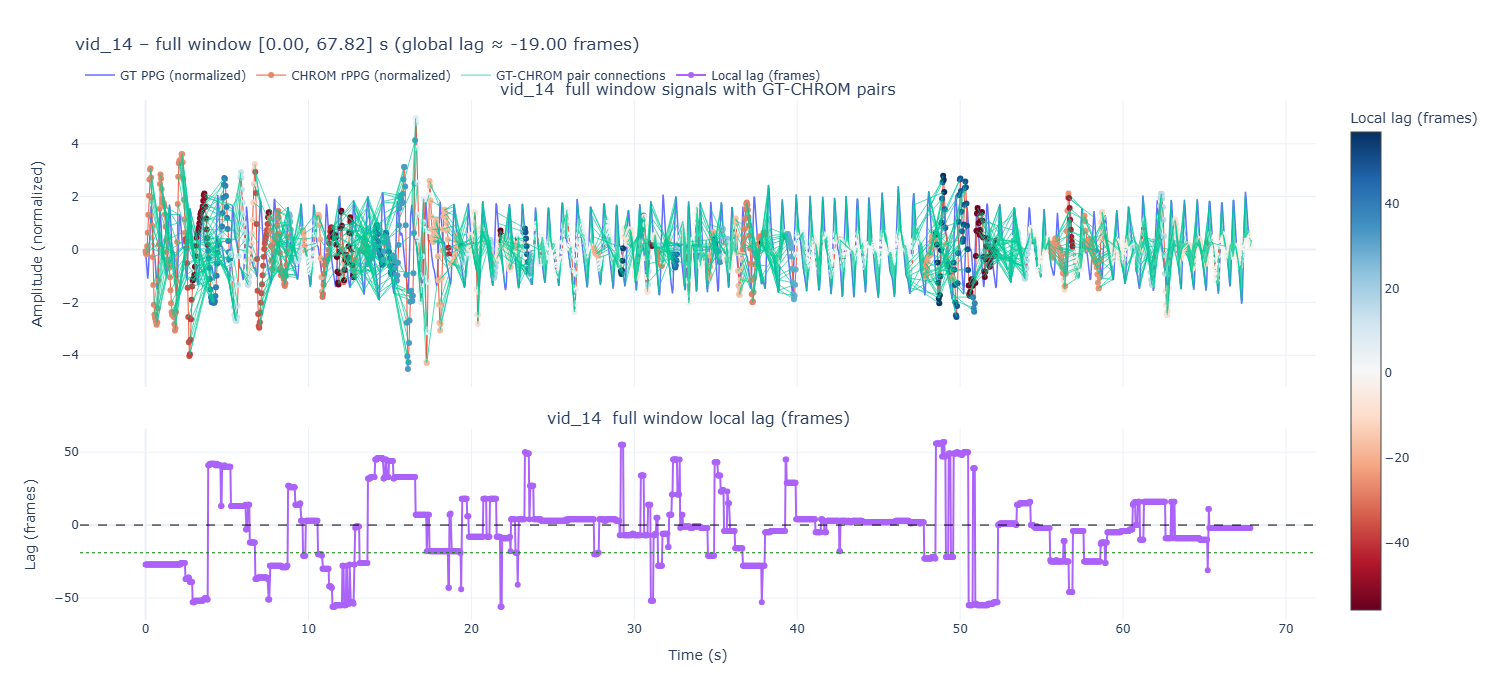 vid_14 – full window [0.00, 67.82] s (global lag ≈ -19.00 frames)
GT PPG (normalized) CHROM rPPG (normalized) GT-CHROM pair connections Local lag (frames)
vid_14  full window signals with GT-CHROM pairs
Local lag (frames)
Amplitude (normalized)
4
2
0
−2
−4
40
20
0
−20
−40
vid_14  full window local lag (frames)
Lag (frames)
50
0
−50
0 10 20 30 40 50 60 70
Time (s)